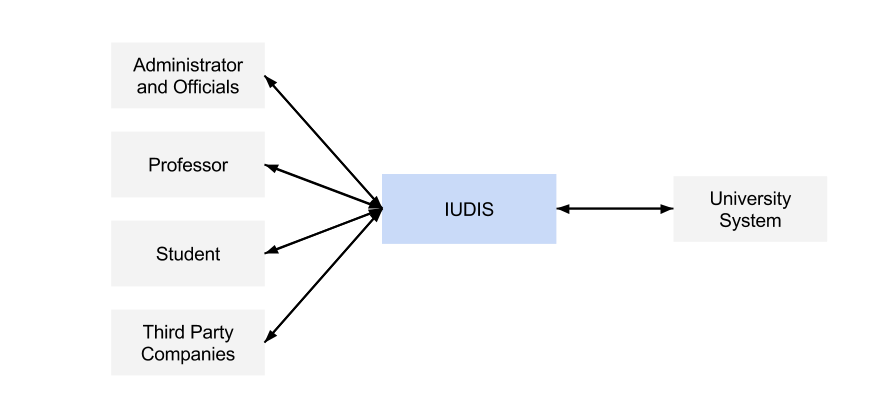 Administrator
and Officials
Professor
Student
Third Party
Companies
IUDIS
University
System